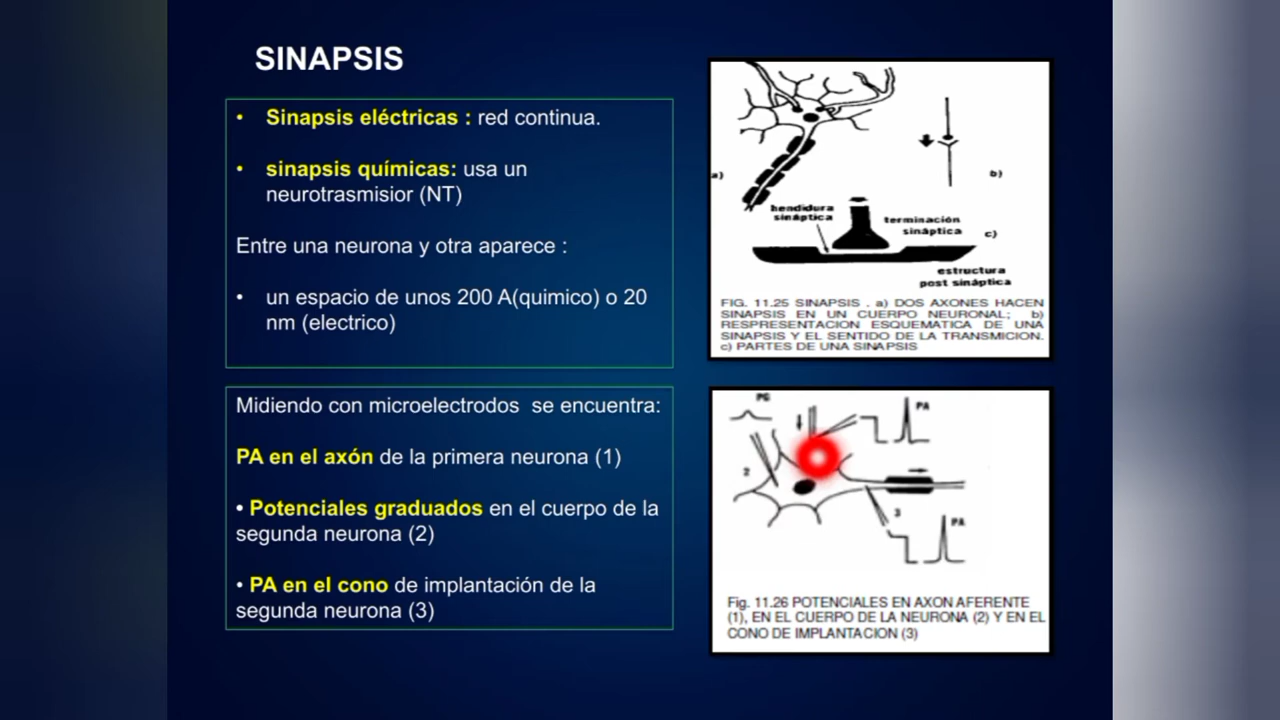 SINAPSIS
• Sinapsis eléctricas : red continua.
• sinapsis químicas: usa un
neurotrasmisior (NT)
Entre una neurona y otra aparece :
• un espacio de unos 200 A(quimico) o 20
nm (electrico)
Midiendo con microelectrodos se encuentra:
PA en el axón de la primera neurona (1)
• Potenciales graduados en el cuerpo de la
segunda neurona (2)
• PA en el cono de implantación de la
segunda neurona (3)
a)
b)
hendidura
sináptica
terminación
sináptica
c)
estructura
post sináptica
FIG. 11.25 SINAPSIS . a) DOS AXONES HACEN
SINAPSIS EN UN CUERPO NEURONAL; b)
RESPRESENTACION ESQUEMATICA DE UNA
SINAPSIS Y EL SENTIDO DE LA TRANSMICION.
c) PARTES DE UNA SINAPSIS
PG
PA
2
3
PA
Fig. 11.26 POTENCIALES EN AXON AFERENTE
(1), EN EL CUERPO DE LA NEURONA (2) Y EN EL
CONO DE IMPLANTACION (3)